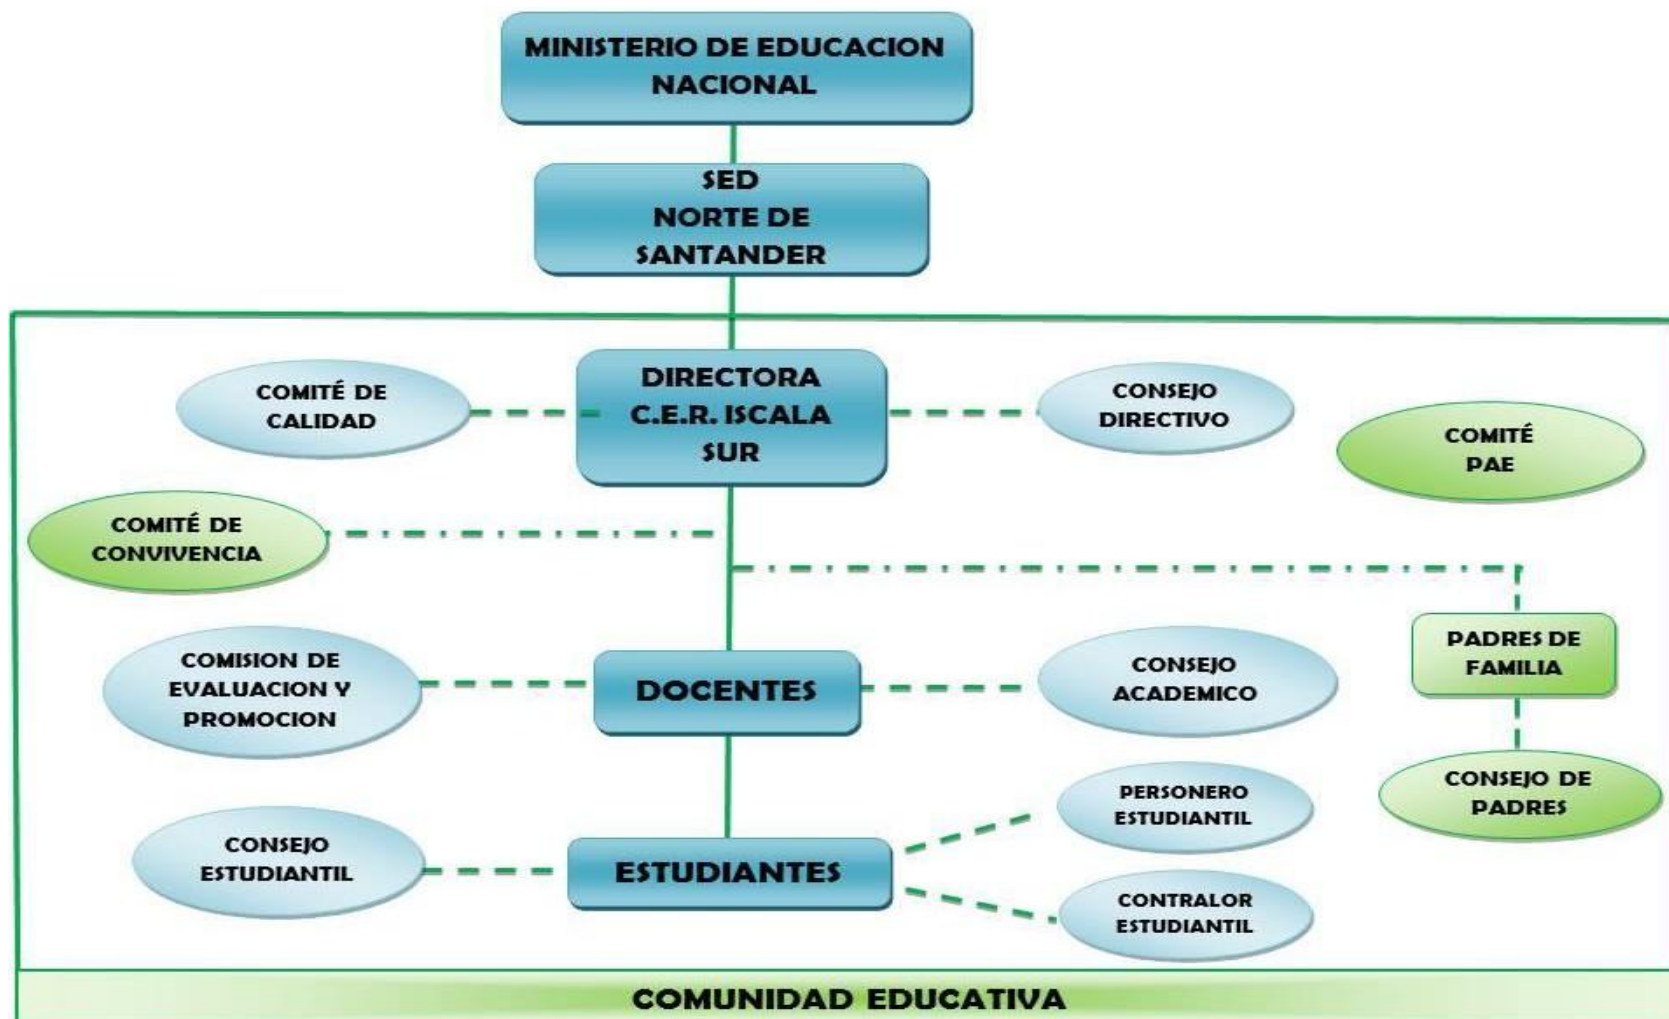 MINISTERIO DE EDUCACION
NACIONAL
SED
NORTE DE
SANTANDER
COMITÉ DE
CALIDAD
DIRECTORA
C.E.R. ISCALA
SUR
CONSEJO
DIRECTIVO
COMITÉ
PAE
COMITÉ DE
CONVIVENCIA
COMISION DE
EVALUACION Y
PROMOCION
DOCENTES
CONSEJO
ACADEMICO
PADRES DE
FAMILIA
CONSEJO
ESTUDIANTIL
ESTUDIANTES
PERSONERO
ESTUDIANTIL
CONSEJO DE
PADRES
CONTRALOR
ESTUDIANTIL
COMUNIDAD EDUCATIVA